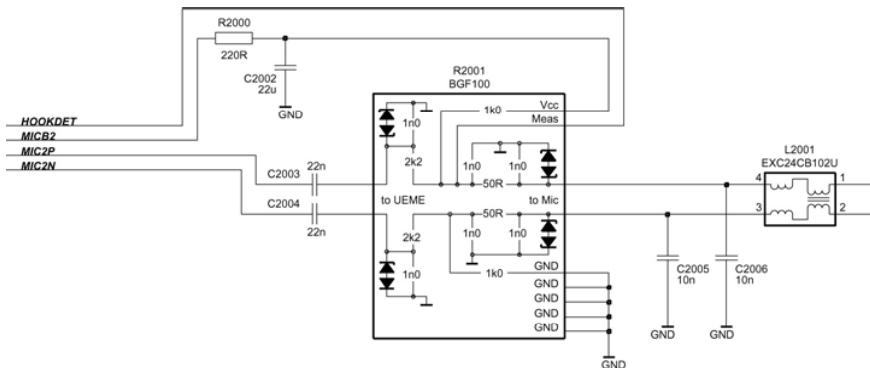 R2000
220R
C2002
22u
GND
HOOKDET
MICB2
MIC2P
MIC2N
C2003
22n
C2004
22n
R2001
BGF100
Vcc
1k0
Meas
1n0
2k2
1n0
1n0
50R
to UEME
to Mic
50R
2k2
1n0
1n0
1n0
GND
1k0
GND
GND
GND
GND
GND
L2001
EXC24CB102U
4
1
3
2
C2005
10n
C2006
10n
GND
GND